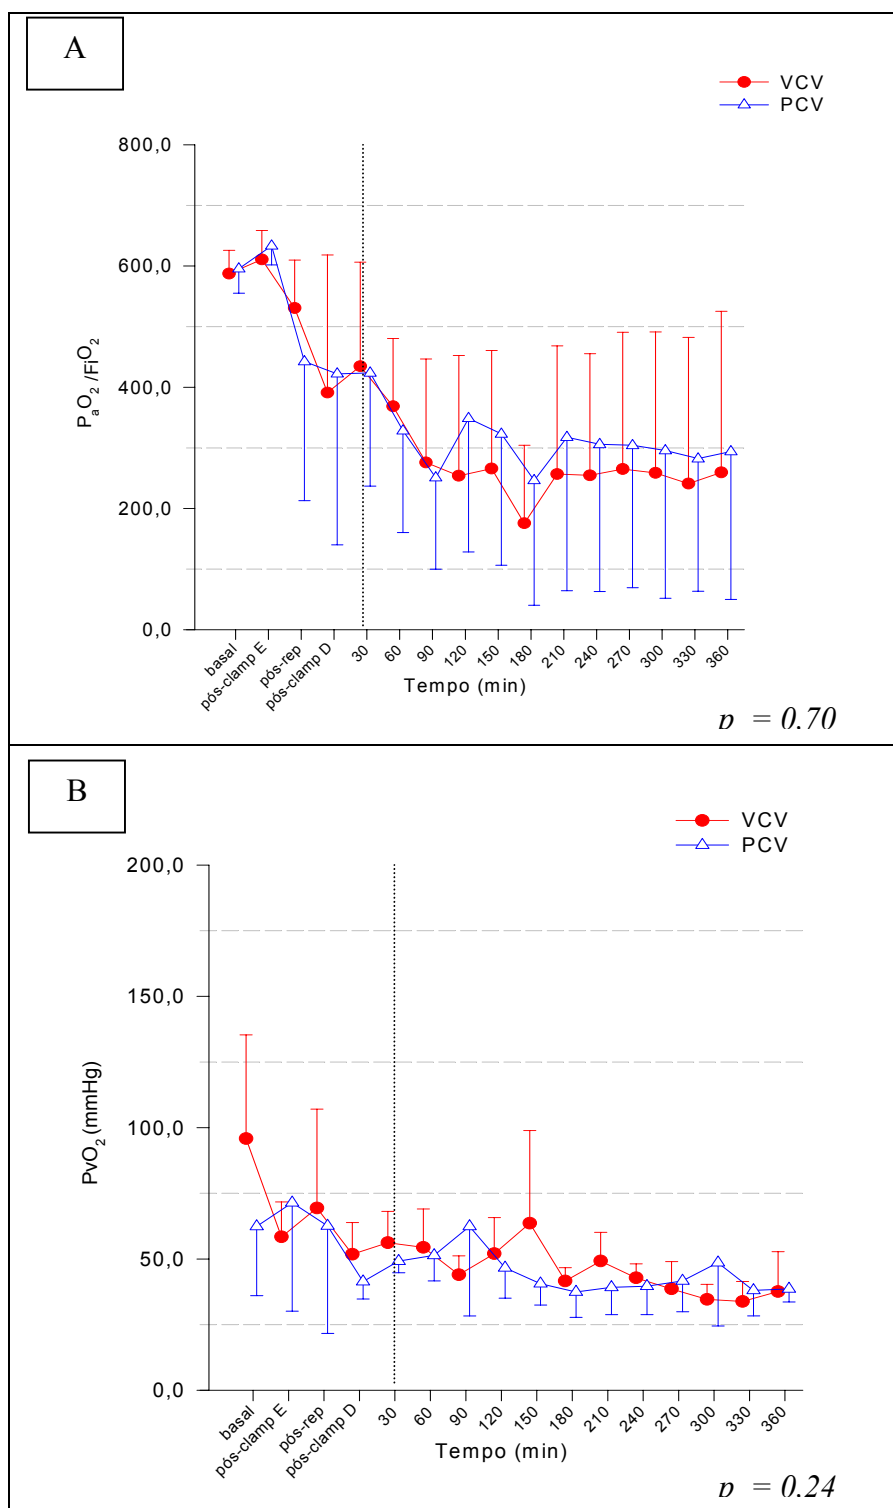 A
VCV
PCV
800,0
600,0
400,0
200,0
0,0
PaO2/FiO2
basal
pós-clamp E
pós-rep
pós-clamp D
30
60
90
120
150
180
210
240
270
300
330
360
Tempo (min)
p = 0.70
B
VCV
PCV
200,0
150,0
100,0
50,0
0,0
PvO2 (mmHg)
basal
pós-clamp E
pós-rep
pós-clamp D
30
60
90
120
150
180
210
240
270
300
330
360
Tempo (min)
p = 0.24